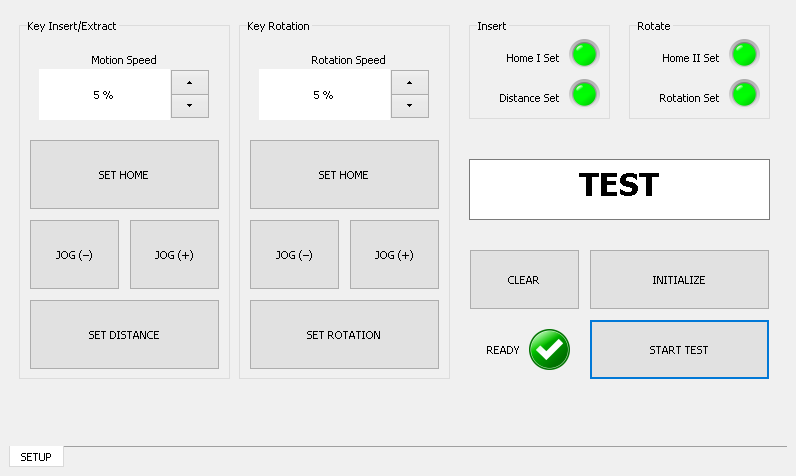 Key Insert/Extract
Motion Speed
5 %
SET HOME
JOG (–)
JOG (+)
SET DISTANCE
Key Rotation
Rotation Speed
5 %
SET HOME
JOG (–)
JOG (+)
SET ROTATION
Insert
Home I Set
Distance Set
Rotate
Home II Set
Rotation Set
TEST
CLEAR
INITIALIZE
READY
START TEST
SETUP